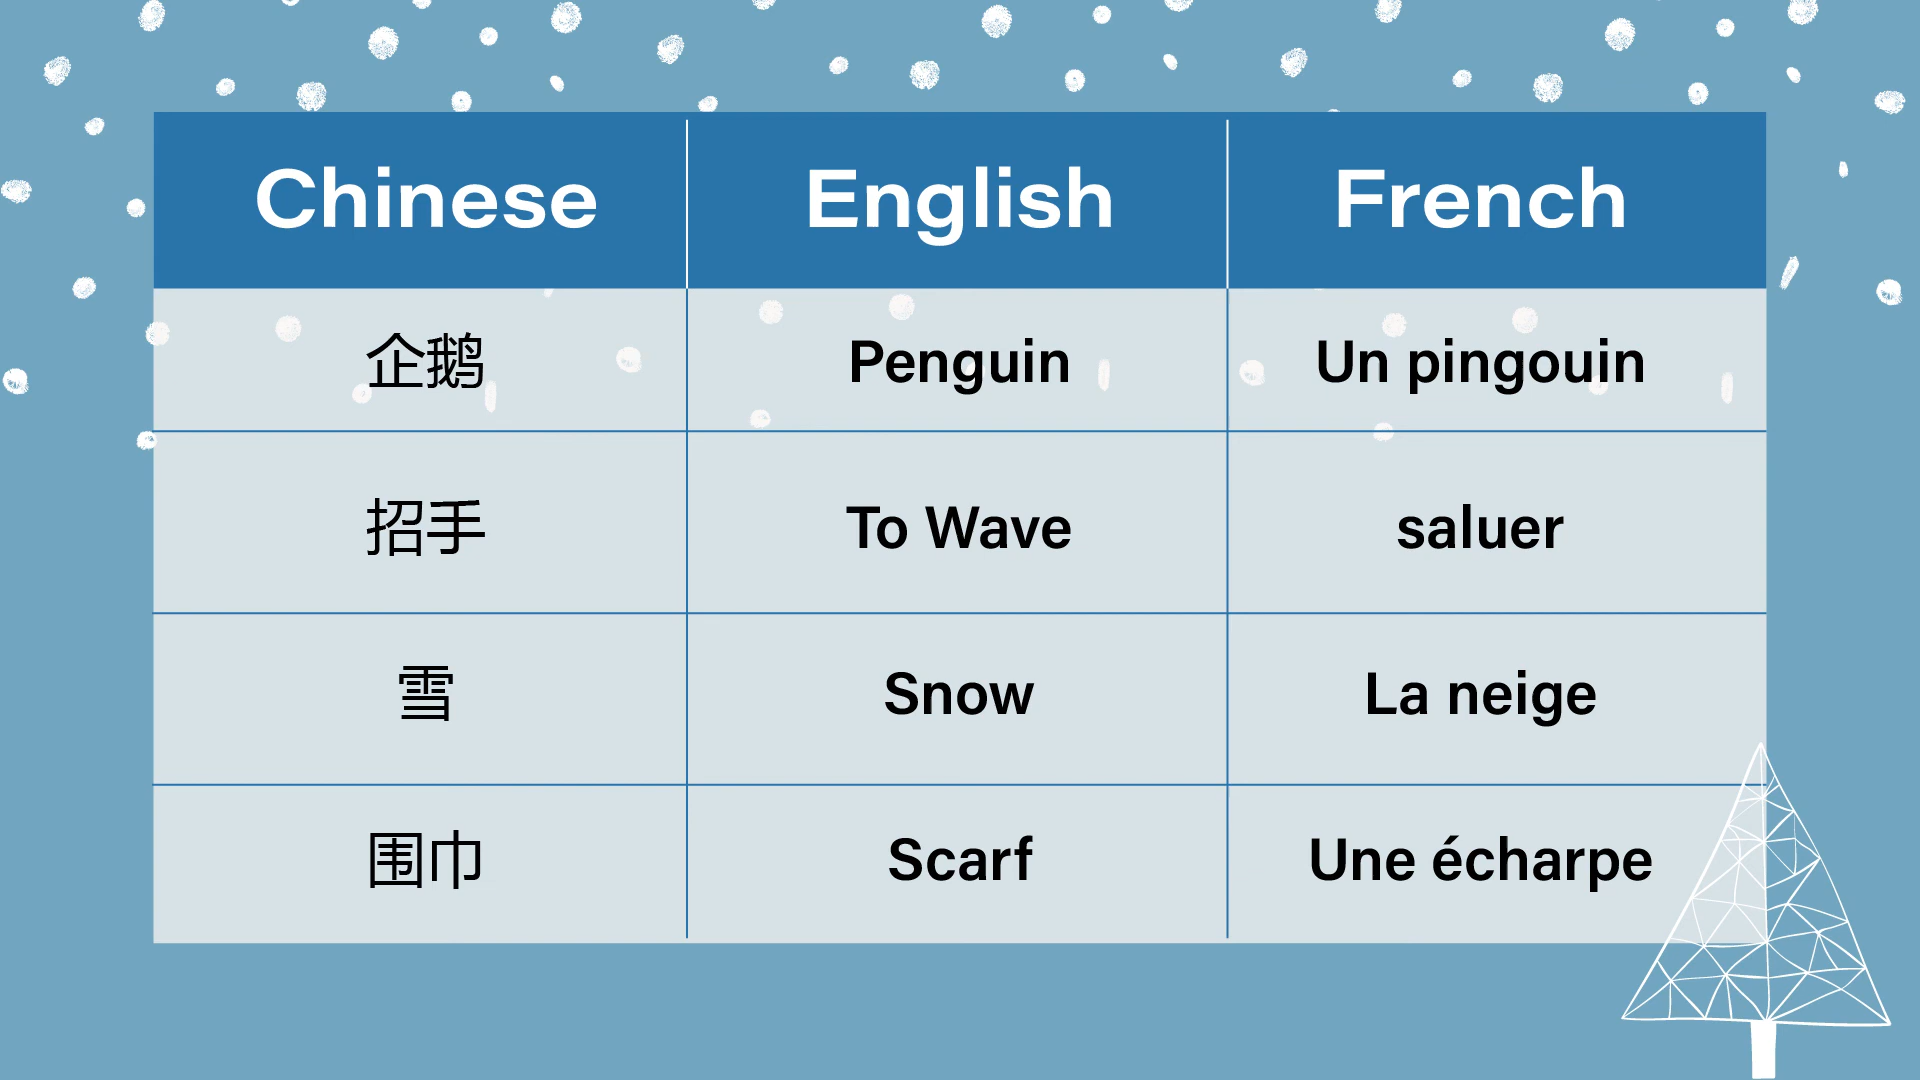 Chinese English French
企鹅 Penguin Un pingouin
招手 To Wave saluer
雪 Snow La neige
围巾 Scarf Une écharpe